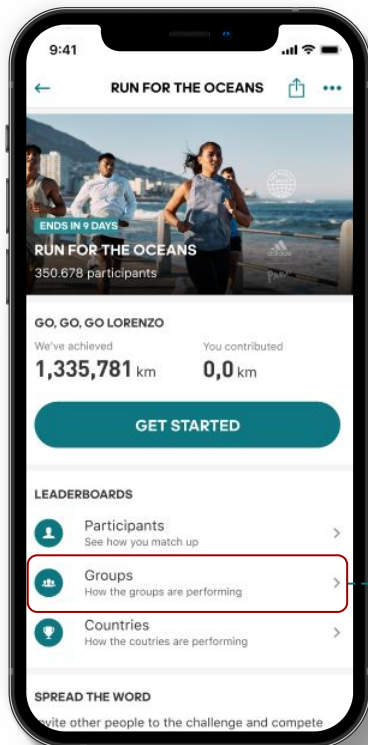 9:41
RUN FOR THE OCEANS
ENDS IN 9 DAYS
RUN FOR THE OCEANS
350.678 participants
adidas
GO, GO, GO LORENZO
We've achieved
You contributed
1,335,781 km
0,0 km
GET STARTED
LEADERBOARDS
Participants
See how you match up
Groups
How the groups are performing
Countries
How the coutries are performing
SPREAD THE WORD
nvite other people to the challenge and compete